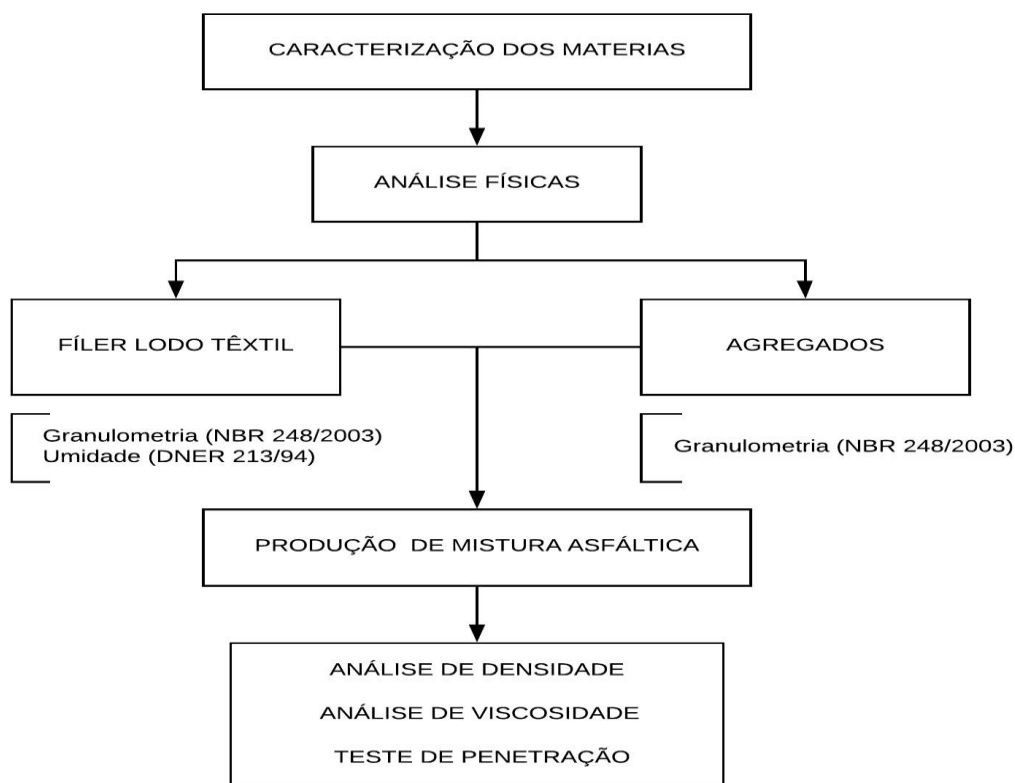 CARACTERIZAÇÃO DOS MATERIAS
ANÁLISE FÍSICAS
FÍLER LODO TÊXTIL
AGREGADOS
Granulometria (NBR 248/2003)
Umidade (DNER 213/94)
Granulometria (NBR 248/2003)
PRODUÇÃO DE MISTURA ASFÁLTICA
ANÁLISE DE DENSIDADE
ANÁLISE DE VISCOSIDADE
TESTE DE PENETRAÇÃO